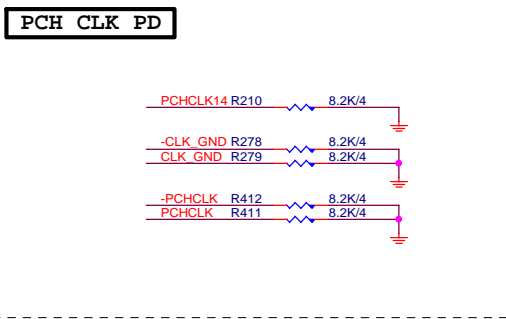 PCH CLK PD
PCHCLK14 R210 8.2K/4
-CLK_GND R278 8.2K/4
CLK_GND R279 8.2K/4
-PCHCLK R412 8.2K/4
PCHCLK R411 8.2K/4